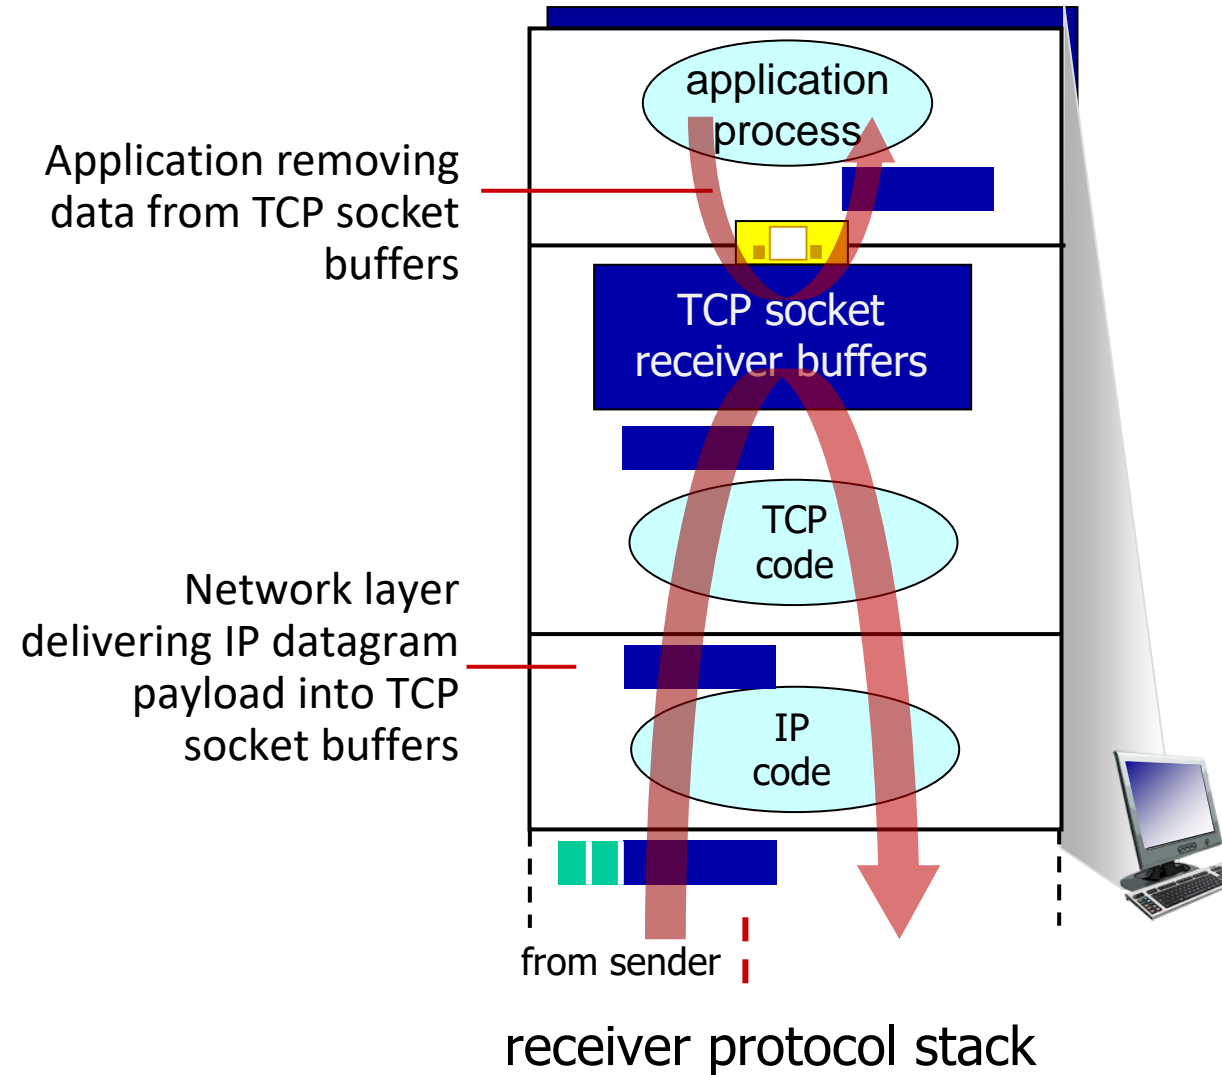 application
process
Application removing
data from TCP socket
buffers
TCP socket
receiver buffers
TCP
code
Network layer
delivering IP datagram
payload into TCP
socket buffers
IP
code
from sender
receiver protocol stack